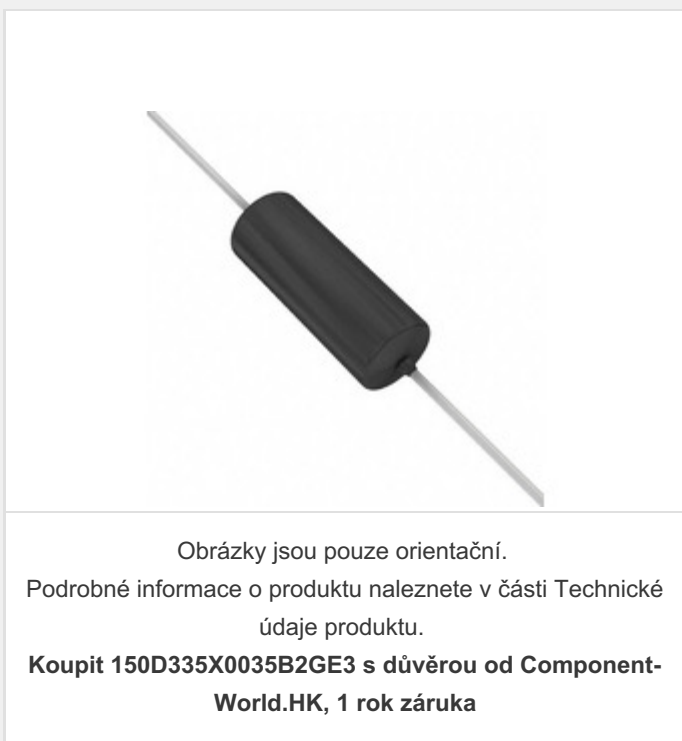 Obrázky jsou pouze orientační.
Podrobné informace o produktu naleznete v části Technické
údaje produktu.
Koupit 150D335X0035B2GE3 s důvěrou od Component-
World.HK, 1 rok záruka